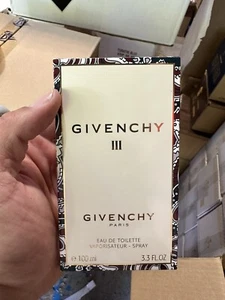 GIVENCHY
III
GIVENCHY
PARIS
EAU DE TOILETTE
VAPORISATEUR - SPRAY
e 100 ml 3.3 FL.OZ